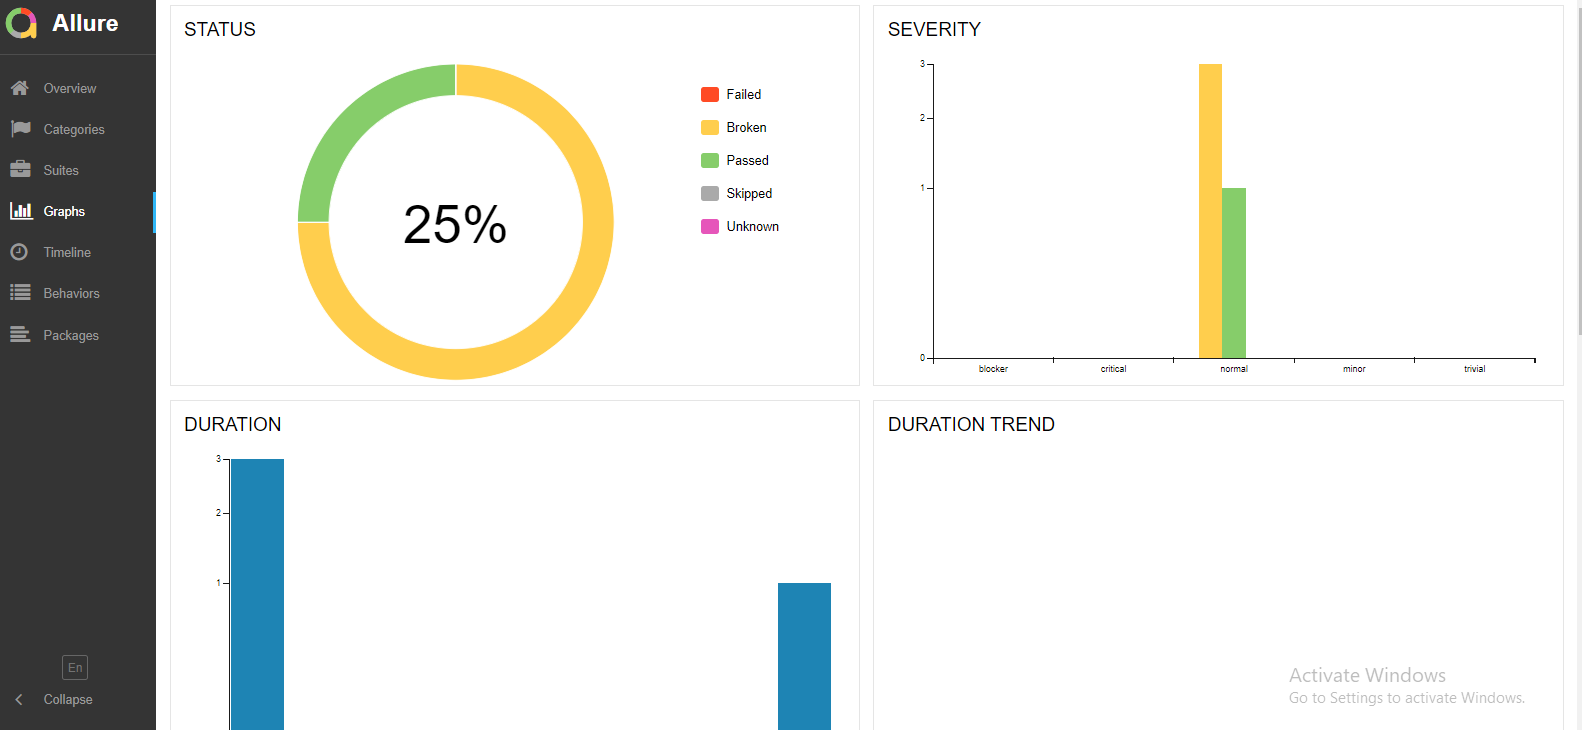 Allure
Overview
Categories
Suites
Graphs
Timeline
Behaviors
Packages
En
Collapse
STATUS
25%
Failed
Broken
Passed
Skipped
Unknown
SEVERITY
3
2
1
0
blocker critical normal minor trivial
DURATION
3
2
1
DURATION TREND
Activate Windows
Go to Settings to activate Windows.